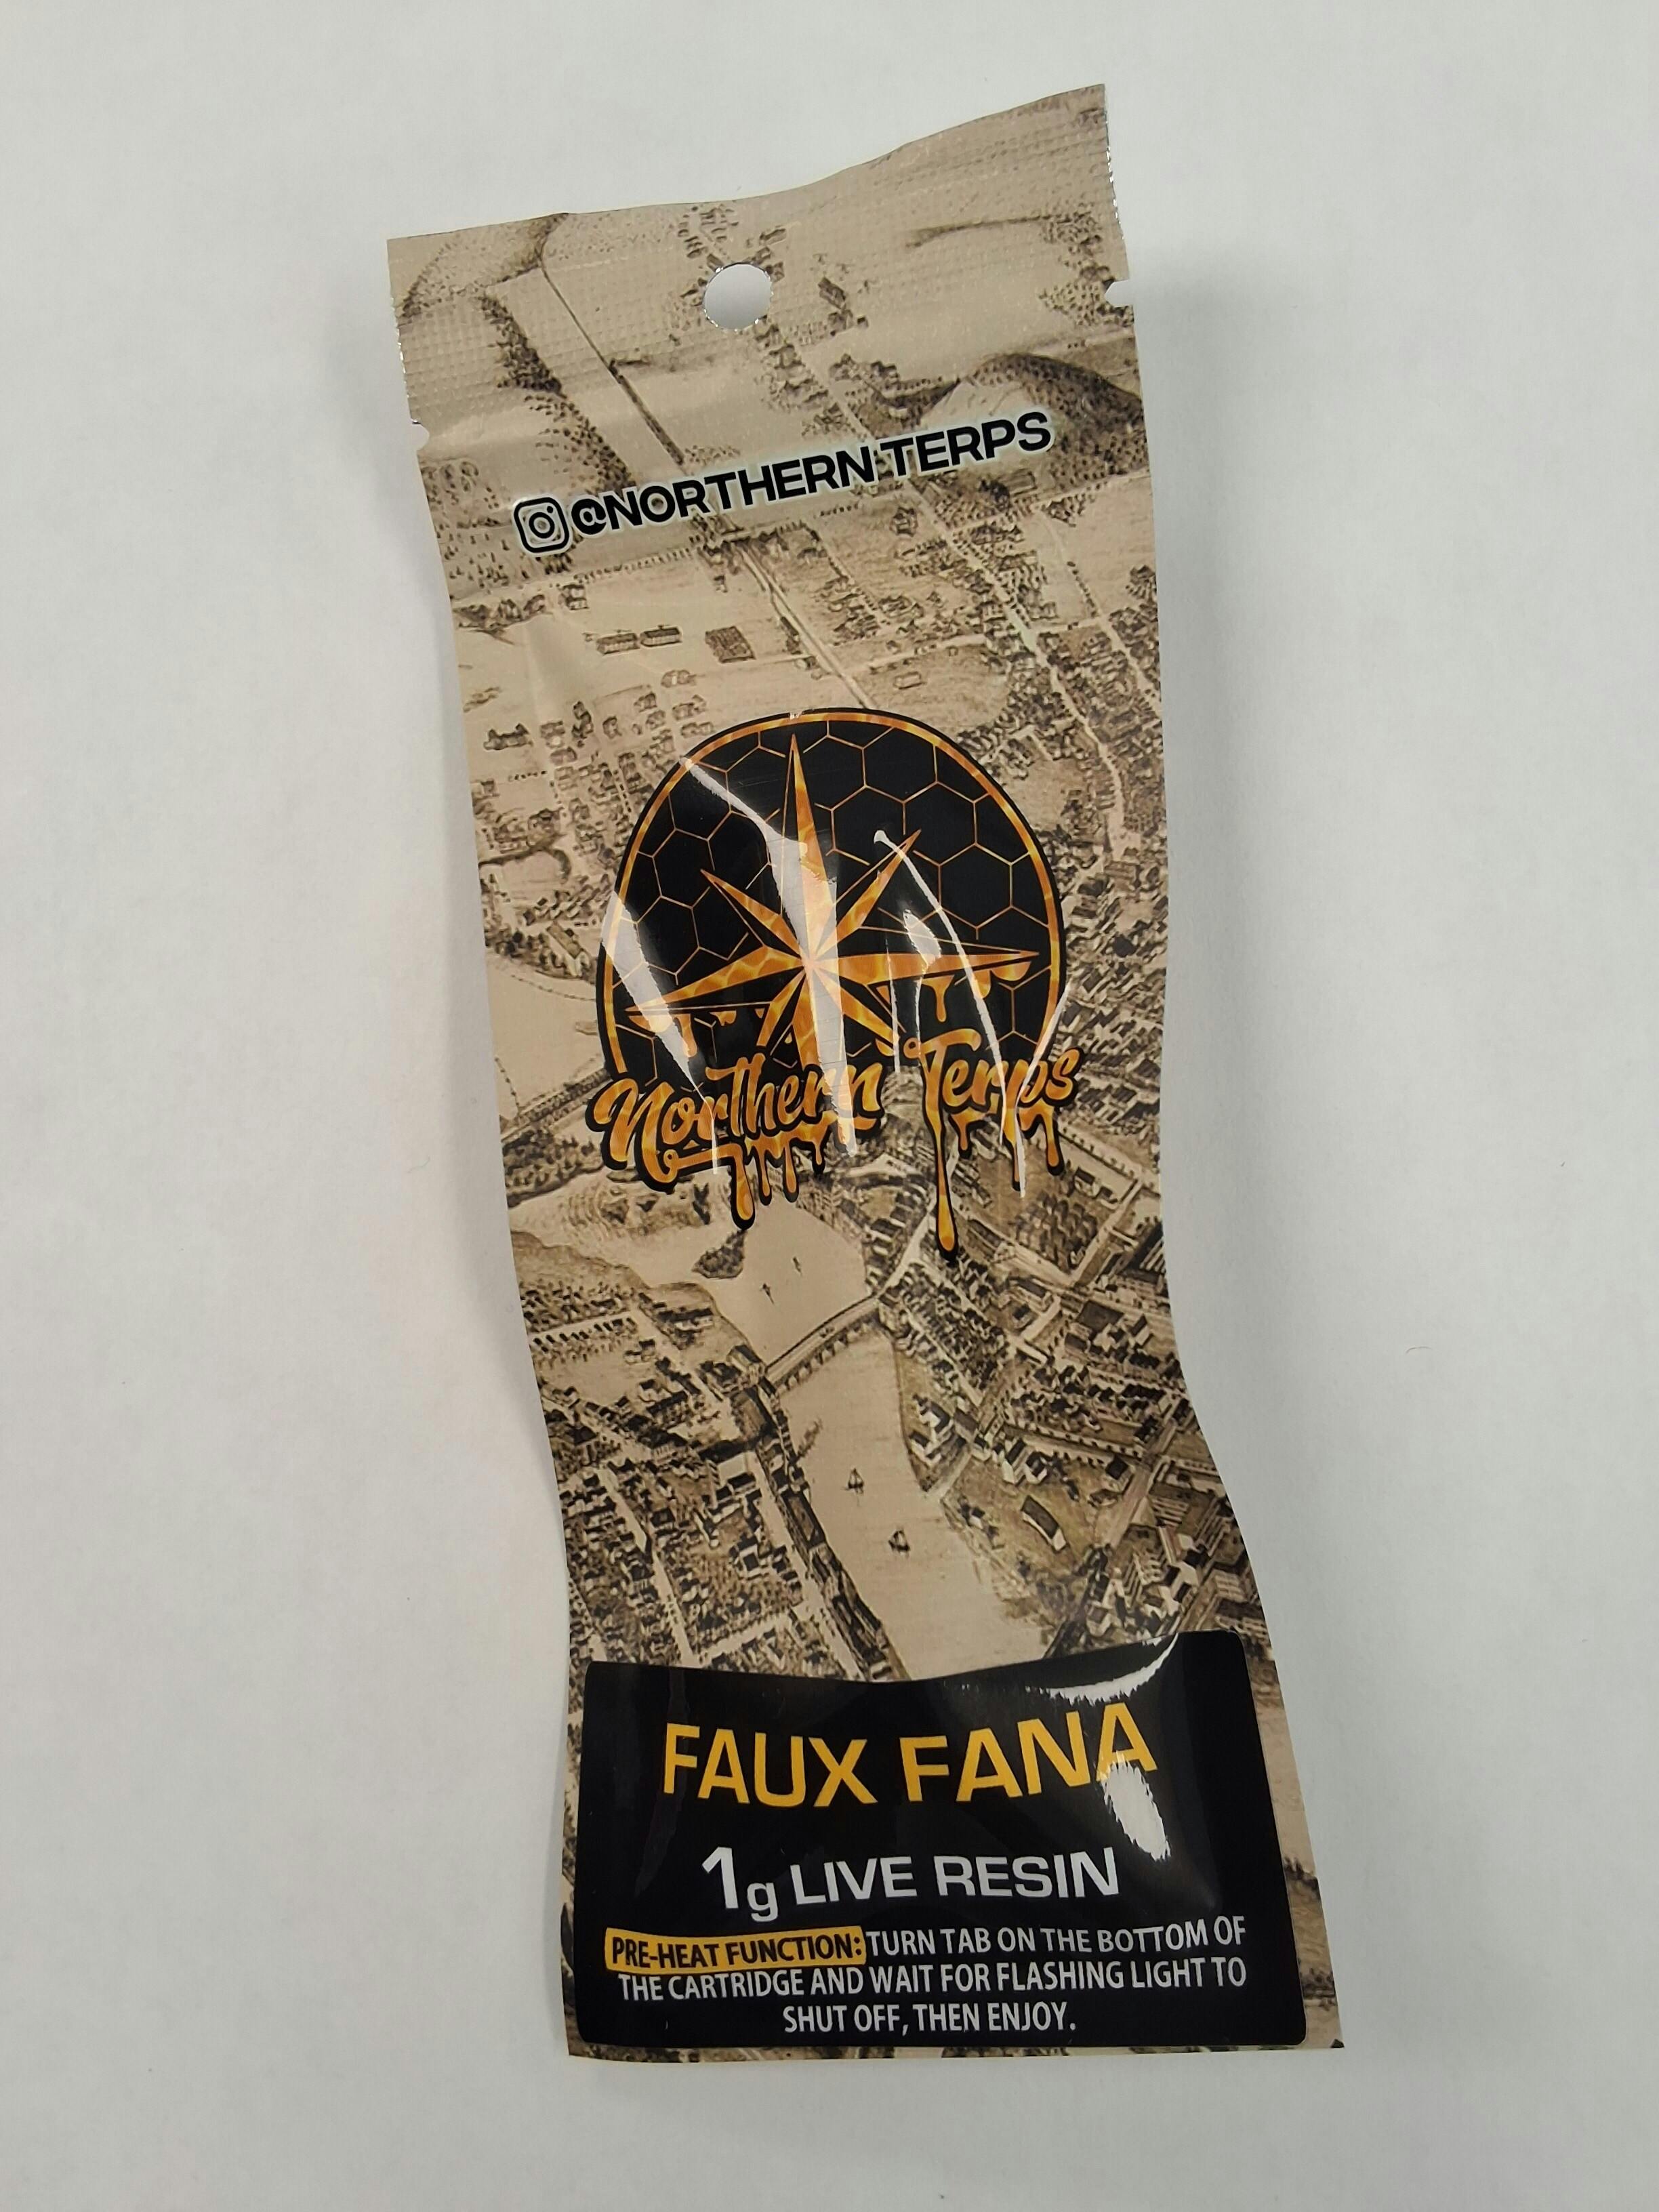 @NORTHERN.TERPS
Northern Terps
FAUX FANA
1g LIVE RESIN
PRE-HEAT FUNCTION: TURN TAB ON THE BOTTOM OF
THE CARTRIDGE AND WAIT FOR FLASHING LIGHT TO
SHUT OFF, THEN ENJOY.